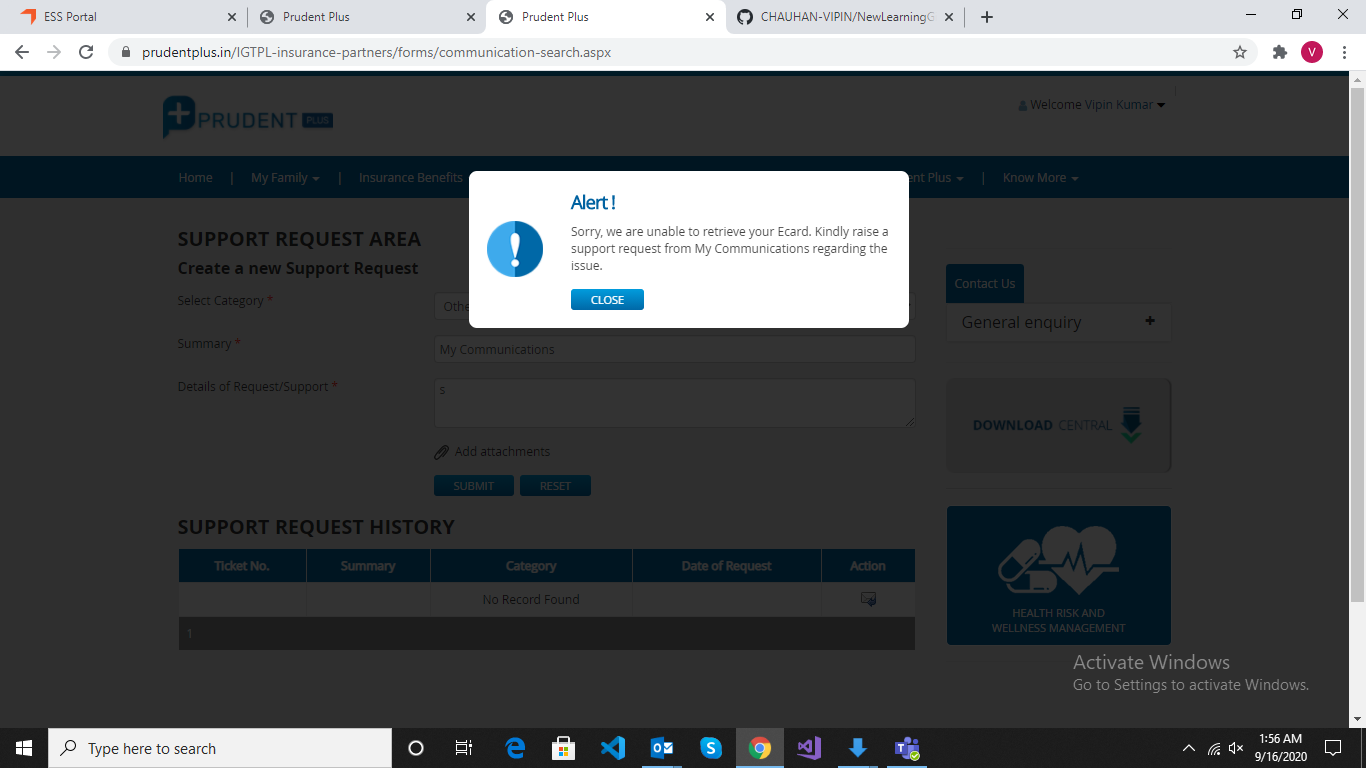 ESS Portal
Prudent Plus
Prudent Plus
CHAUHAN-VIPIN/NewLearningG
prudentplus.in/IGTPL-insurance-partners/forms/communication-search.aspx
V
PRUDENT PLUS
Welcome Vipin Kumar
Home | My Family | Insurance Benefits
ent Plus | Know More
Alert !
Sorry, we are unable to retrieve your Ecard. Kindly raise a
support request from My Communications regarding the
issue.
CLOSE
SUPPORT REQUEST AREA
Create a new Support Request
Select Category *
Othe
Summary *
My Communications
Details of Request/Support *
s
Add attachments
SUBMIT RESET
Contact Us
General enquiry +
DOWNLOAD CENTRAL
SUPPORT REQUEST HISTORY
Ticket No. Summary Category Date of Request Action
No Record Found
1
HEALTH RISK AND
WELLNESS MANAGEMENT
Activate Windows
Go to Settings to activate Windows.
Type here to search
1:56 AM
9/16/2020